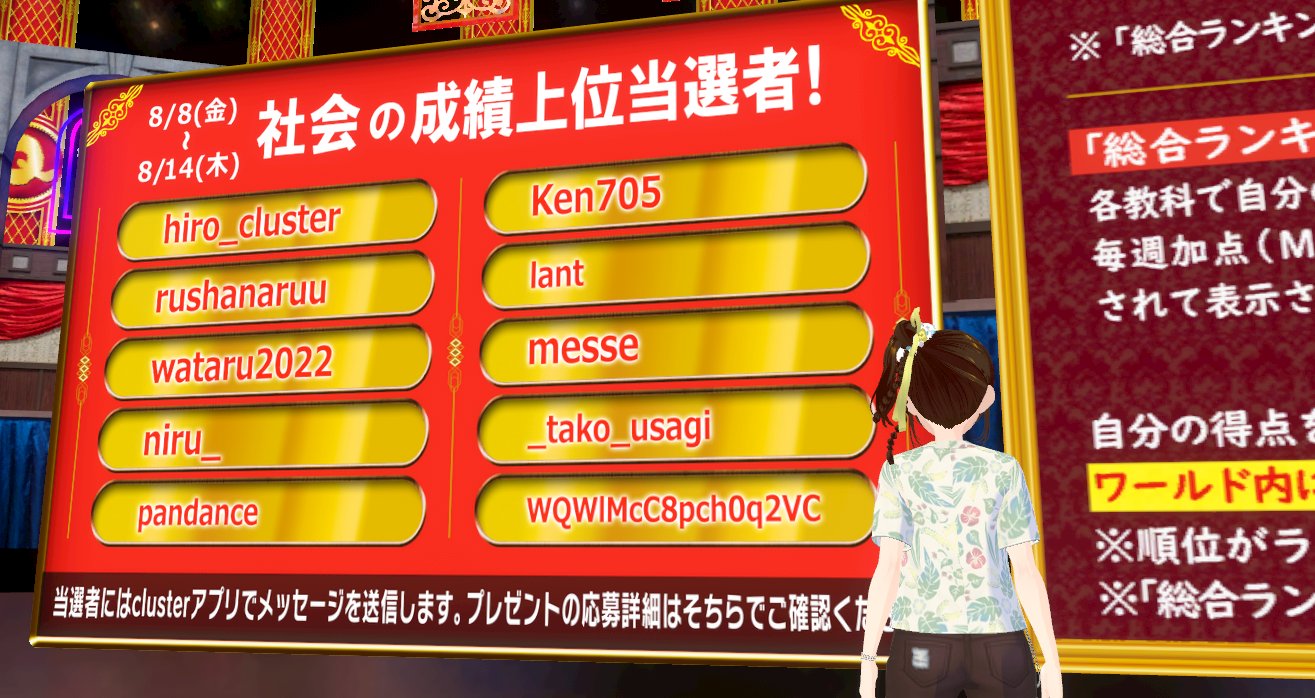 8/8(金)
～
8/14(木)
社会の成績上位当選者!
hiro_cluster
rushanaruu
wataru2022
niru_
pandance
Ken705
lant
messe
_tako_usagi
WQWlMcC8pch0q2VC
当選者にはclusterアプリでメッセージを送信します。プレゼントの応募詳細はそちらでご確認くだ
※「総合ランキン
「総合ランキ
各教科で自分
毎週加点(M
されて表示さ
自分の得点を
ワールド内に
※順位がラ
※「総合ラン